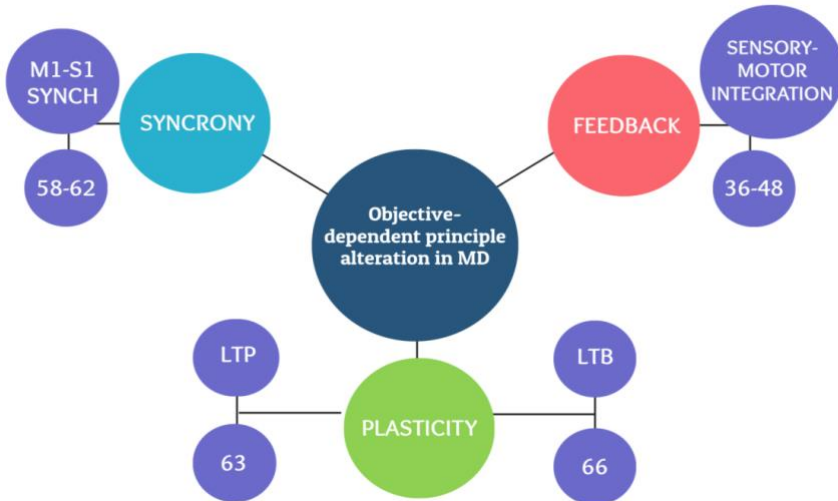 M1-S1
SYNCH
SYNCRONY
58-62
FEEDBACK
SENSORY-
MOTOR
INTEGRATION
36-48
Objective-
dependent principle
alteration in MD
LTP
63
PLASTICITY
LTB
66